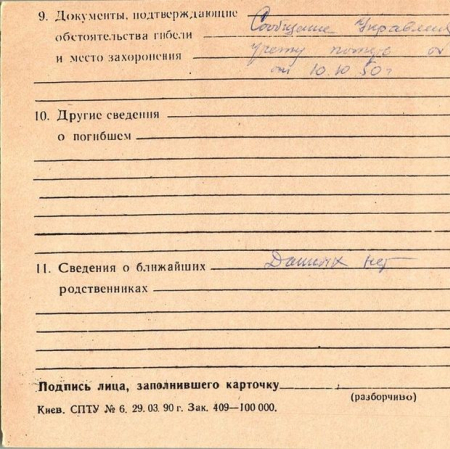 9. Документы, подтверждающие Сообщение Управления
обстоятельства гибели учету потерь
и место захоронения от 10.10.50 г
10. Другие сведения
о погибшем
11. Сведения о ближайших Данных нет
родственниках
Подпись лица, заполнившего карточку
(разборчиво)
Киев. СПТУ № 6. 29. 03. 90 г. Зак. 409—100 000.